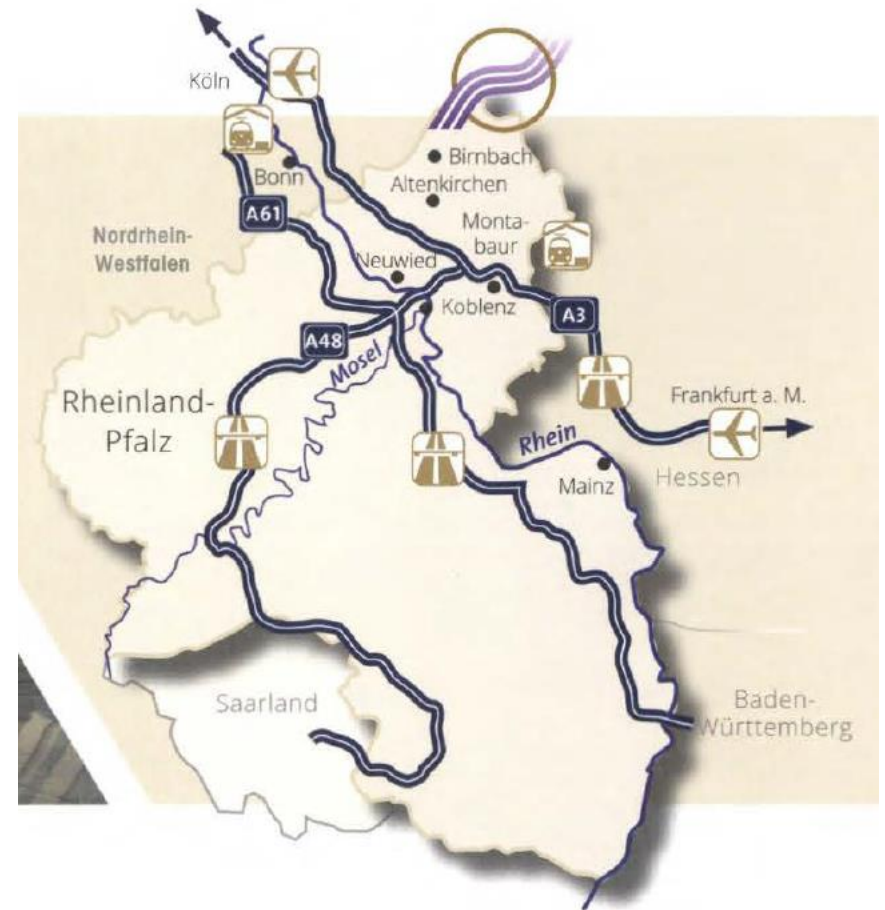 Köln
Birnbach
Bonn
Altenkirchen
A61
Monta-
baur
Nordrhein-
Westfalen
Neuwied
Koblenz
A3
A48
Mosel
Rheinland-
Pfalz
Frankfurt a. M.
Rhein
Mainz
Hessen
Saarland
Baden-
Württemberg